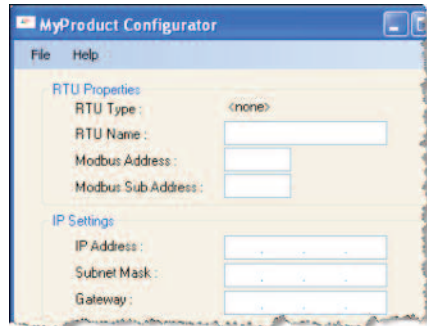 MyProduct Configurator
File Help
RTU Properties
RTU Type : <none>
RTU Name :
Modbus Address :
Modbus Sub Address :
IP Settings
IP Address :
Subnet Mask :
Gateway :